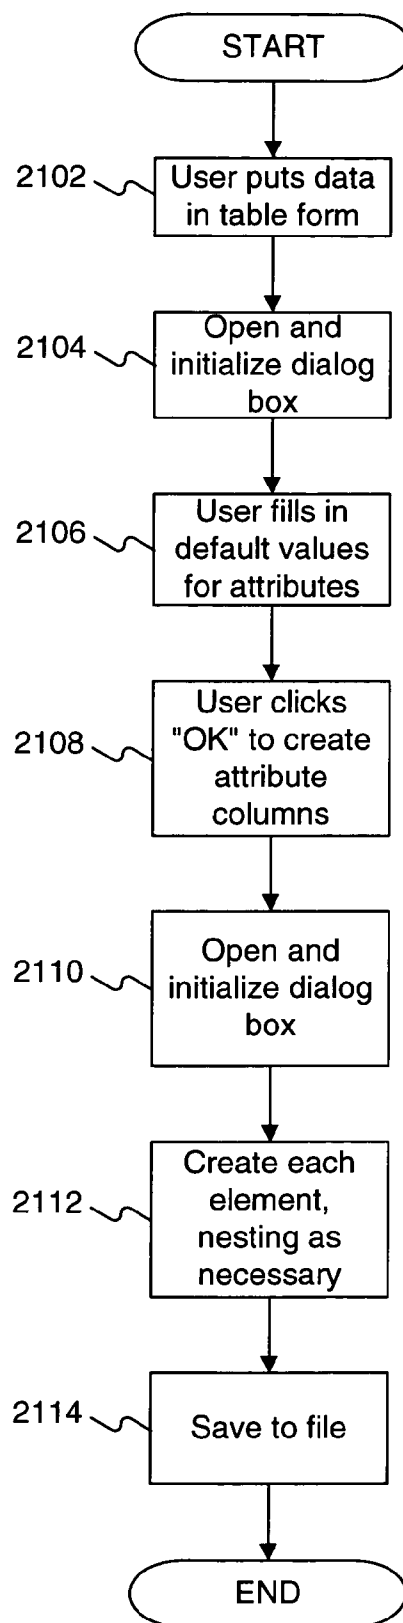 START
2102
User puts data
in table form
2104
Open and
initialize dialog
box
2106
User fills in
default values
for attributes
2108
User clicks
"OK" to create
attribute
columns
2110
Open and
initialize dialog
box
2112
Create each
element,
nesting as
necessary
2114
Save to file
END